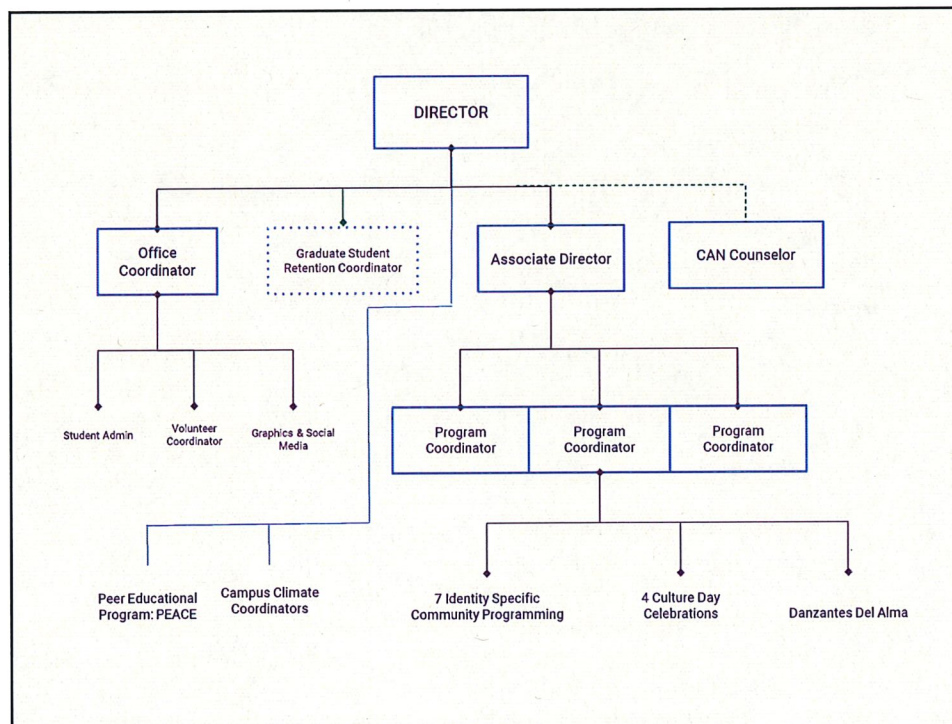 DIRECTOR
Office
Coordinator
Graduate Student
Retention Coordinator
Associate Director
CAN Counselor
Student Admin
Volunteer
Coordinator
Graphics & Social
Media
Program
Coordinator
Program
Coordinator
Program
Coordinator
Peer Educational
Program: PEACE
Campus Climate
Coordinators
7 Identity Specific
Community Programming
4 Culture Day
Celebrations
Danzantes Del Alma